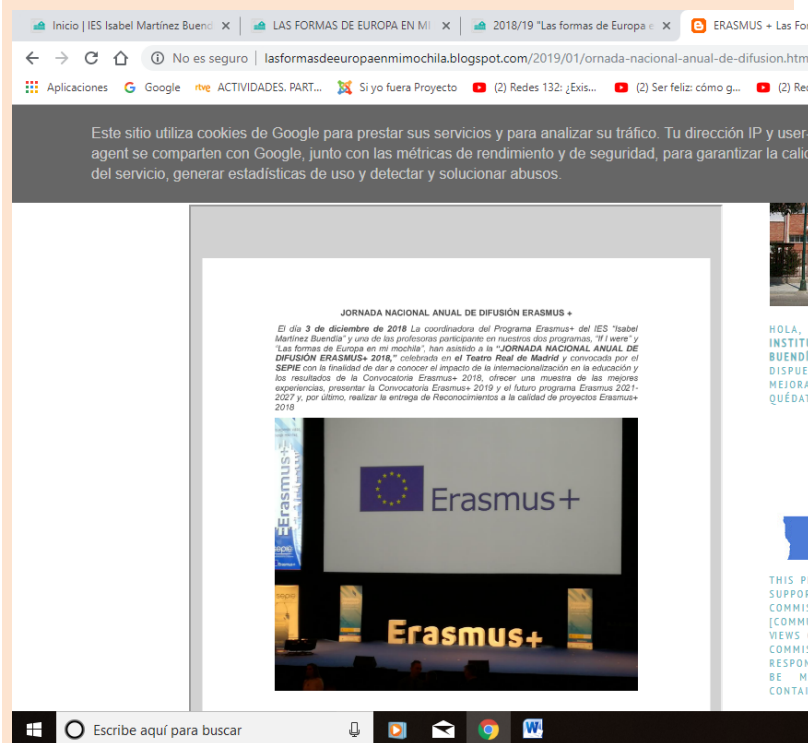 Inicio | IES Isabel Martínez Buend
LAS FORMAS DE EUROPA EN MI
2018/19 "Las formas de Europa e
ERASMUS + Las For
No es seguro | lasformasdeeuropaenmimochila.blogspot.com/2019/01/ornada-nacional-anual-de-difusion.htm
Aplicaciones Google rtve ACTIVIDADES. PART... Si yo fuera Proyecto (2) Redes 132: ¿Exis... (2) Ser feliz: cómo g... (2) Re
Este sitio utiliza cookies de Google para prestar sus servicios y para analizar su tráfico. Tu dirección IP y user-
agent se comparten con Google, junto con las métricas de rendimiento y de seguridad, para garantizar la calid
del servicio, generar estadísticas de uso y detectar y solucionar abusos.
JORNADA NACIONAL ANUAL DE DIFUSIÓN ERASMUS +
El día 3 de diciembre de 2018 La coordinadora del Programa Erasmus+ del IES "Isabel
Martínez Buendía" y una de las profesoras participante en nuestros dos programas, "If I were" y
"Las formas de Europa en mi mochila", han asistido a la "JORNADA NACIONAL ANUAL DE
DIFUSIÓN ERASMUS+ 2018," celebrada en el Teatro Real de Madrid y convocada por el
SEPIE con la finalidad de dar a conocer el impacto de la internacionalización en la educación y
los resultados de la Convocatoria Erasmus+ 2018, ofrecer una muestra de las mejores
experiencias, presentar la Convocatoria Erasmus+ 2019 y el futuro programa Erasmus 2021-
2027 y, por último, realizar la entrega de Reconocimientos a la calidad de proyectos Erasmus+
2018
Erasmus+
Erasmus+
Erasmus+
sepie
HOLA,
INSTITU
BUENDÍ
DISPUE
MEJORA
QUÉDAT
THIS P
SUPPOR
COMMIS
[COMMU
VIEWS
COMMIS
RESPON
BE M
CONTAI
Escribe aquí para buscar